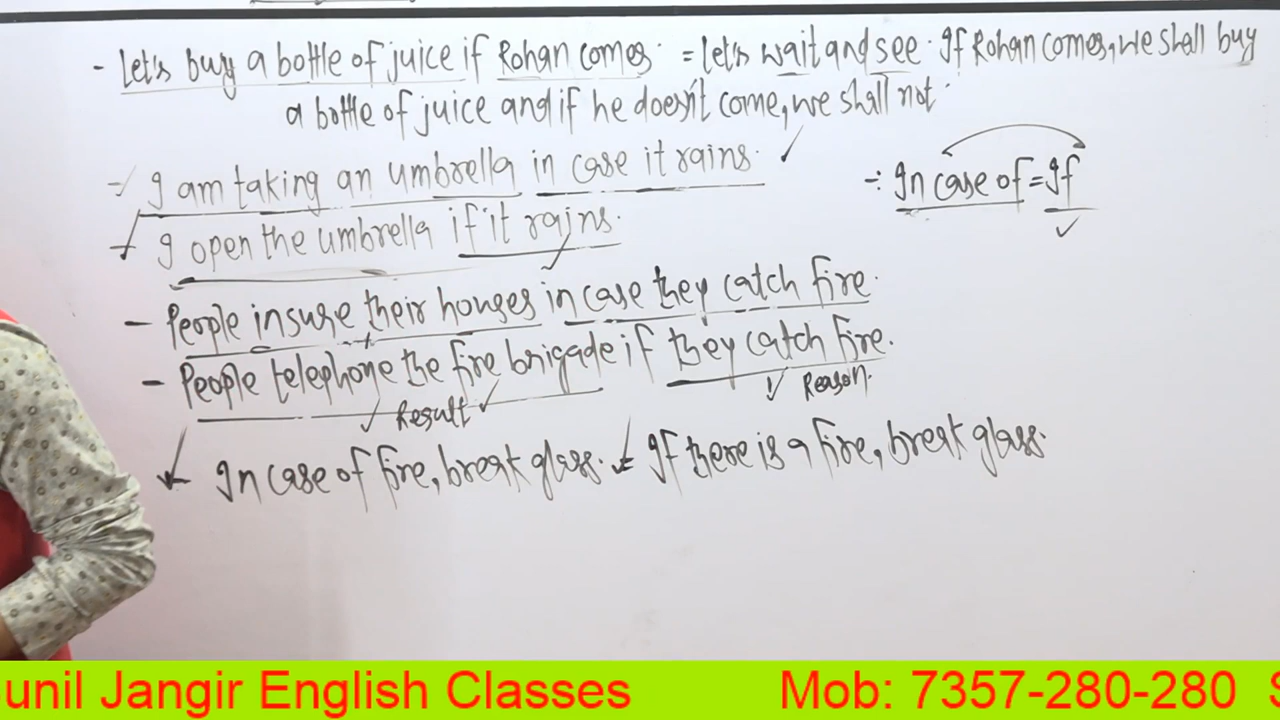 - Let's buy a bottle of juice if Rohan comes. = Let's wait and see. If Rohan comes, we shall buy
a bottle of juice and if he doesn't come, we shall not.
- I am taking an umbrella in case it rains. ✓
- I open the umbrella if it rains.
-: In case of = If
- People insure their houses in case they catch fire.
- People telephone the fire brigade if they catch fire.
Result Reason.
In case of fire, break glass. = If there is a fire, break glass.
unil Jangir English Classes Mob: 7357-280-280 S